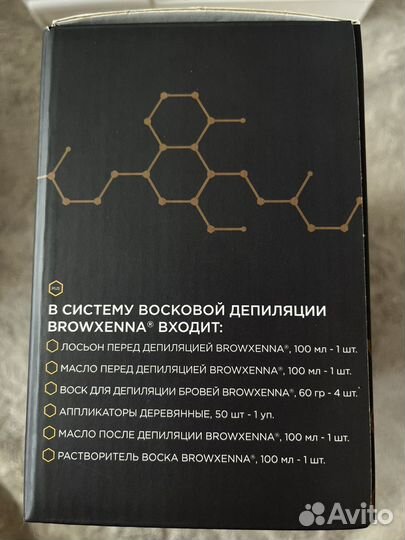 В СИСТЕМУ ВОСКОВОЙ ДЕПИЛЯЦИИ
BROWXENNA® ВХОДИТ:
ЛОСЬОН ПЕРЕД ДЕПИЛЯЦИЕЙ BROWXENNA®, 100 МЛ - 1 ШТ.
МАСЛО ПЕРЕД ДЕПИЛЯЦИЕЙ BROWXENNA®, 100 МЛ - 1 ШТ.
ВОСК ДЛЯ ДЕПИЛЯЦИИ БРОВЕЙ BROWXENNA®, 60 ГР - 4 ШТ.
АППЛИКАТОРЫ ДЕРЕВЯННЫЕ, 50 ШТ - 1 УП.
МАСЛО ПОСЛЕ ДЕПИЛЯЦИИ BROWXENNA®, 100 МЛ - 1 ШТ.
РАСТВОРИТЕЛЬ ВОСКА BROWXENNA®, 100 МЛ - 1 ШТ.
Avito